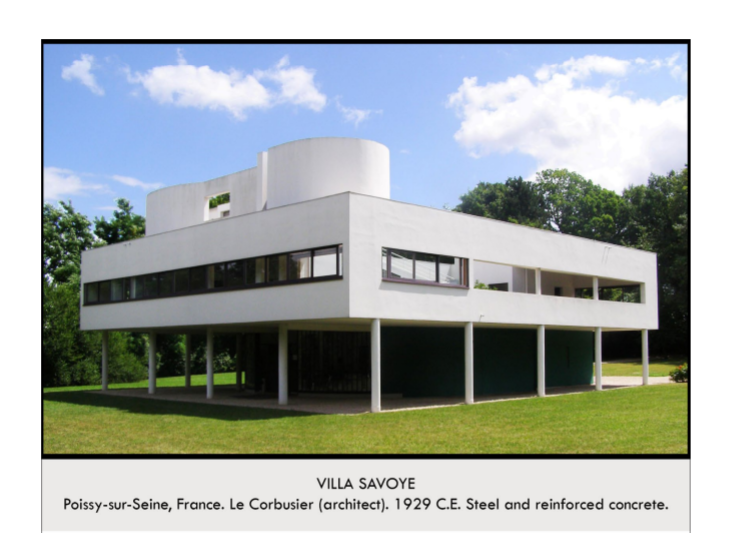 VILLA SAVOYE
Poissy-sur-Seine, France. Le Corbusier (architect). 1929 C.E. Steel and reinforced concrete.